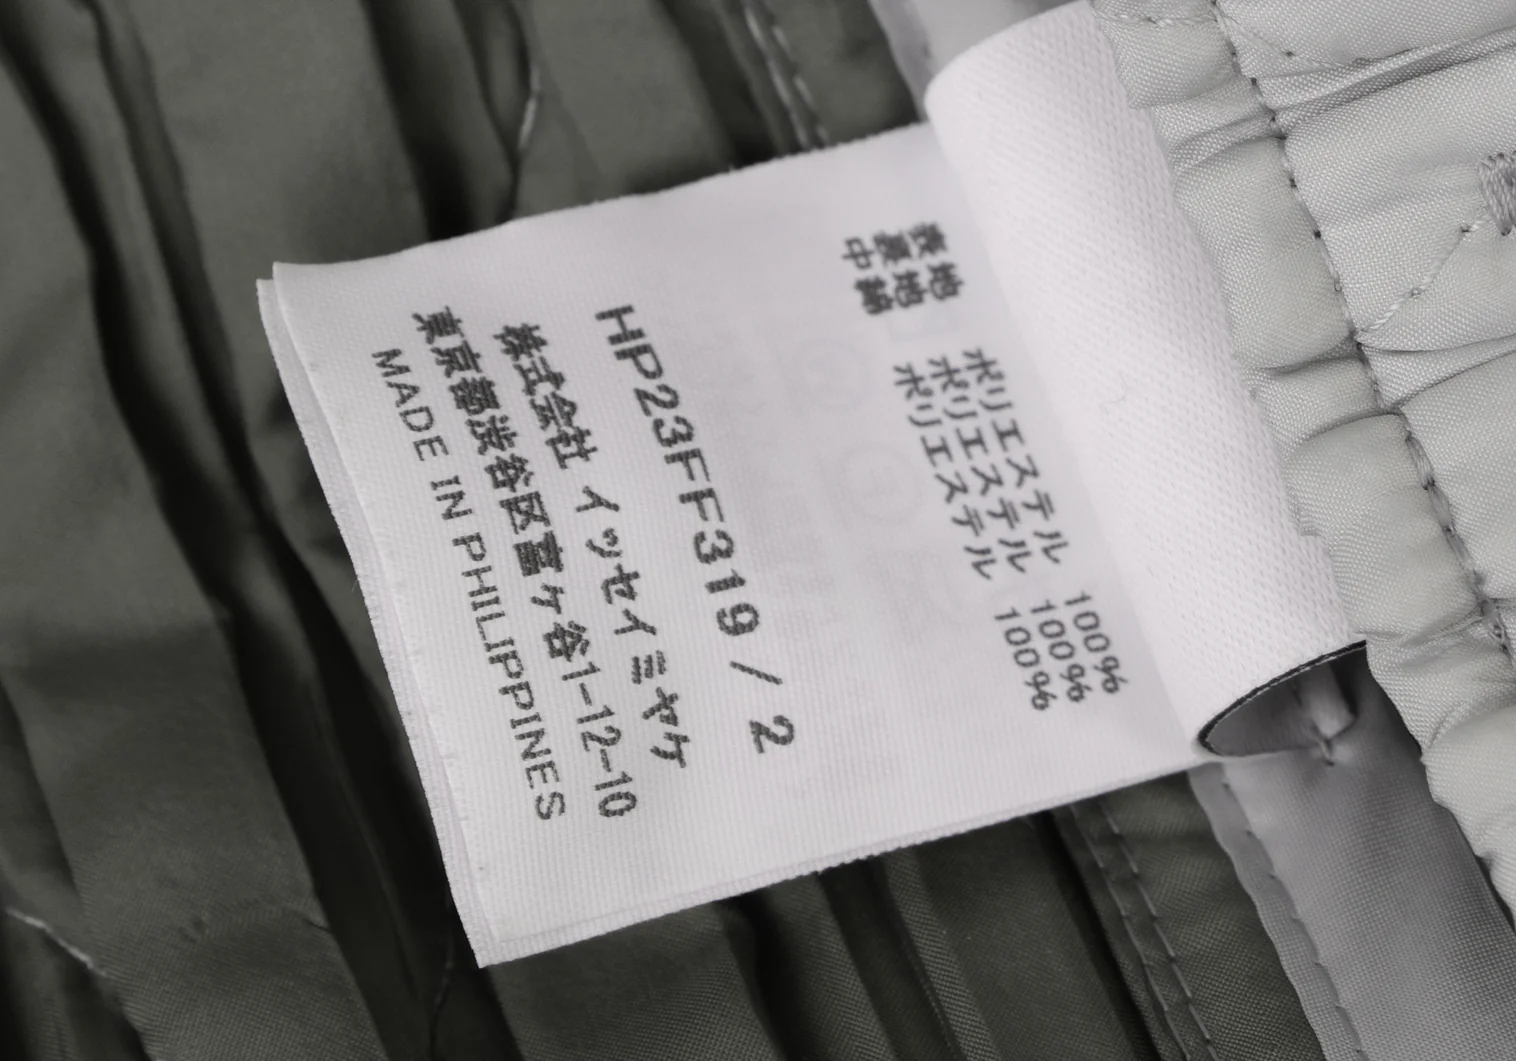 表地 ポリエステル 100%
裏地 ポリエステル 100%
中綿 ポリエステル 100%
HP23FF319 / 2
株式会社 イッセイミヤケ
東京都渋谷区富ケ谷1-12-10
MADE IN PHILIPPINES